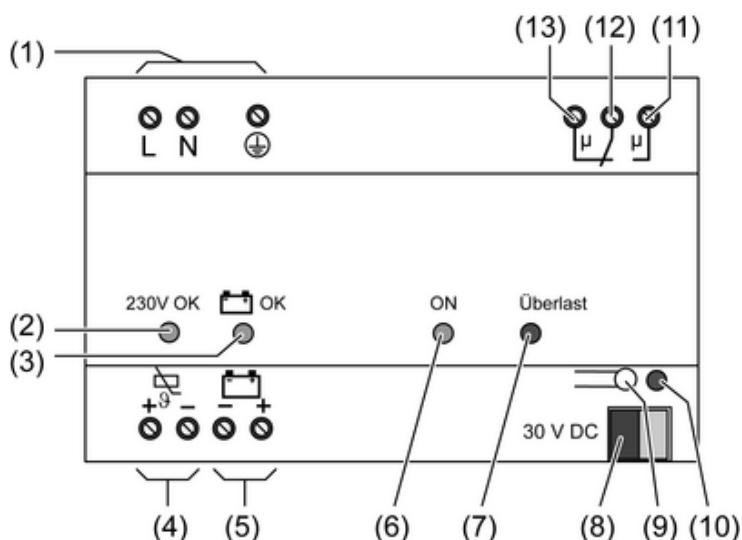 (13) (12) (11)
(1)
L N
µ µ
230V OK OK ON Überlast
(2)
(3)
+ ϑ − − +
30 V DC
(4) (5) (6) (7) (8) (9) (10)